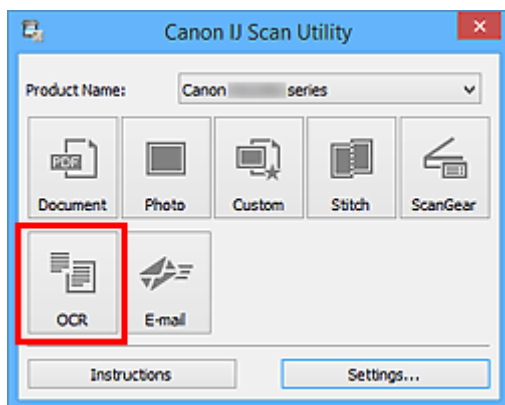 Canon IJ Scan Utility
Product Name: Canon series
PDF
Document Photo Custom Stitch ScanGear
OCR E-mail
Instructions Settings...